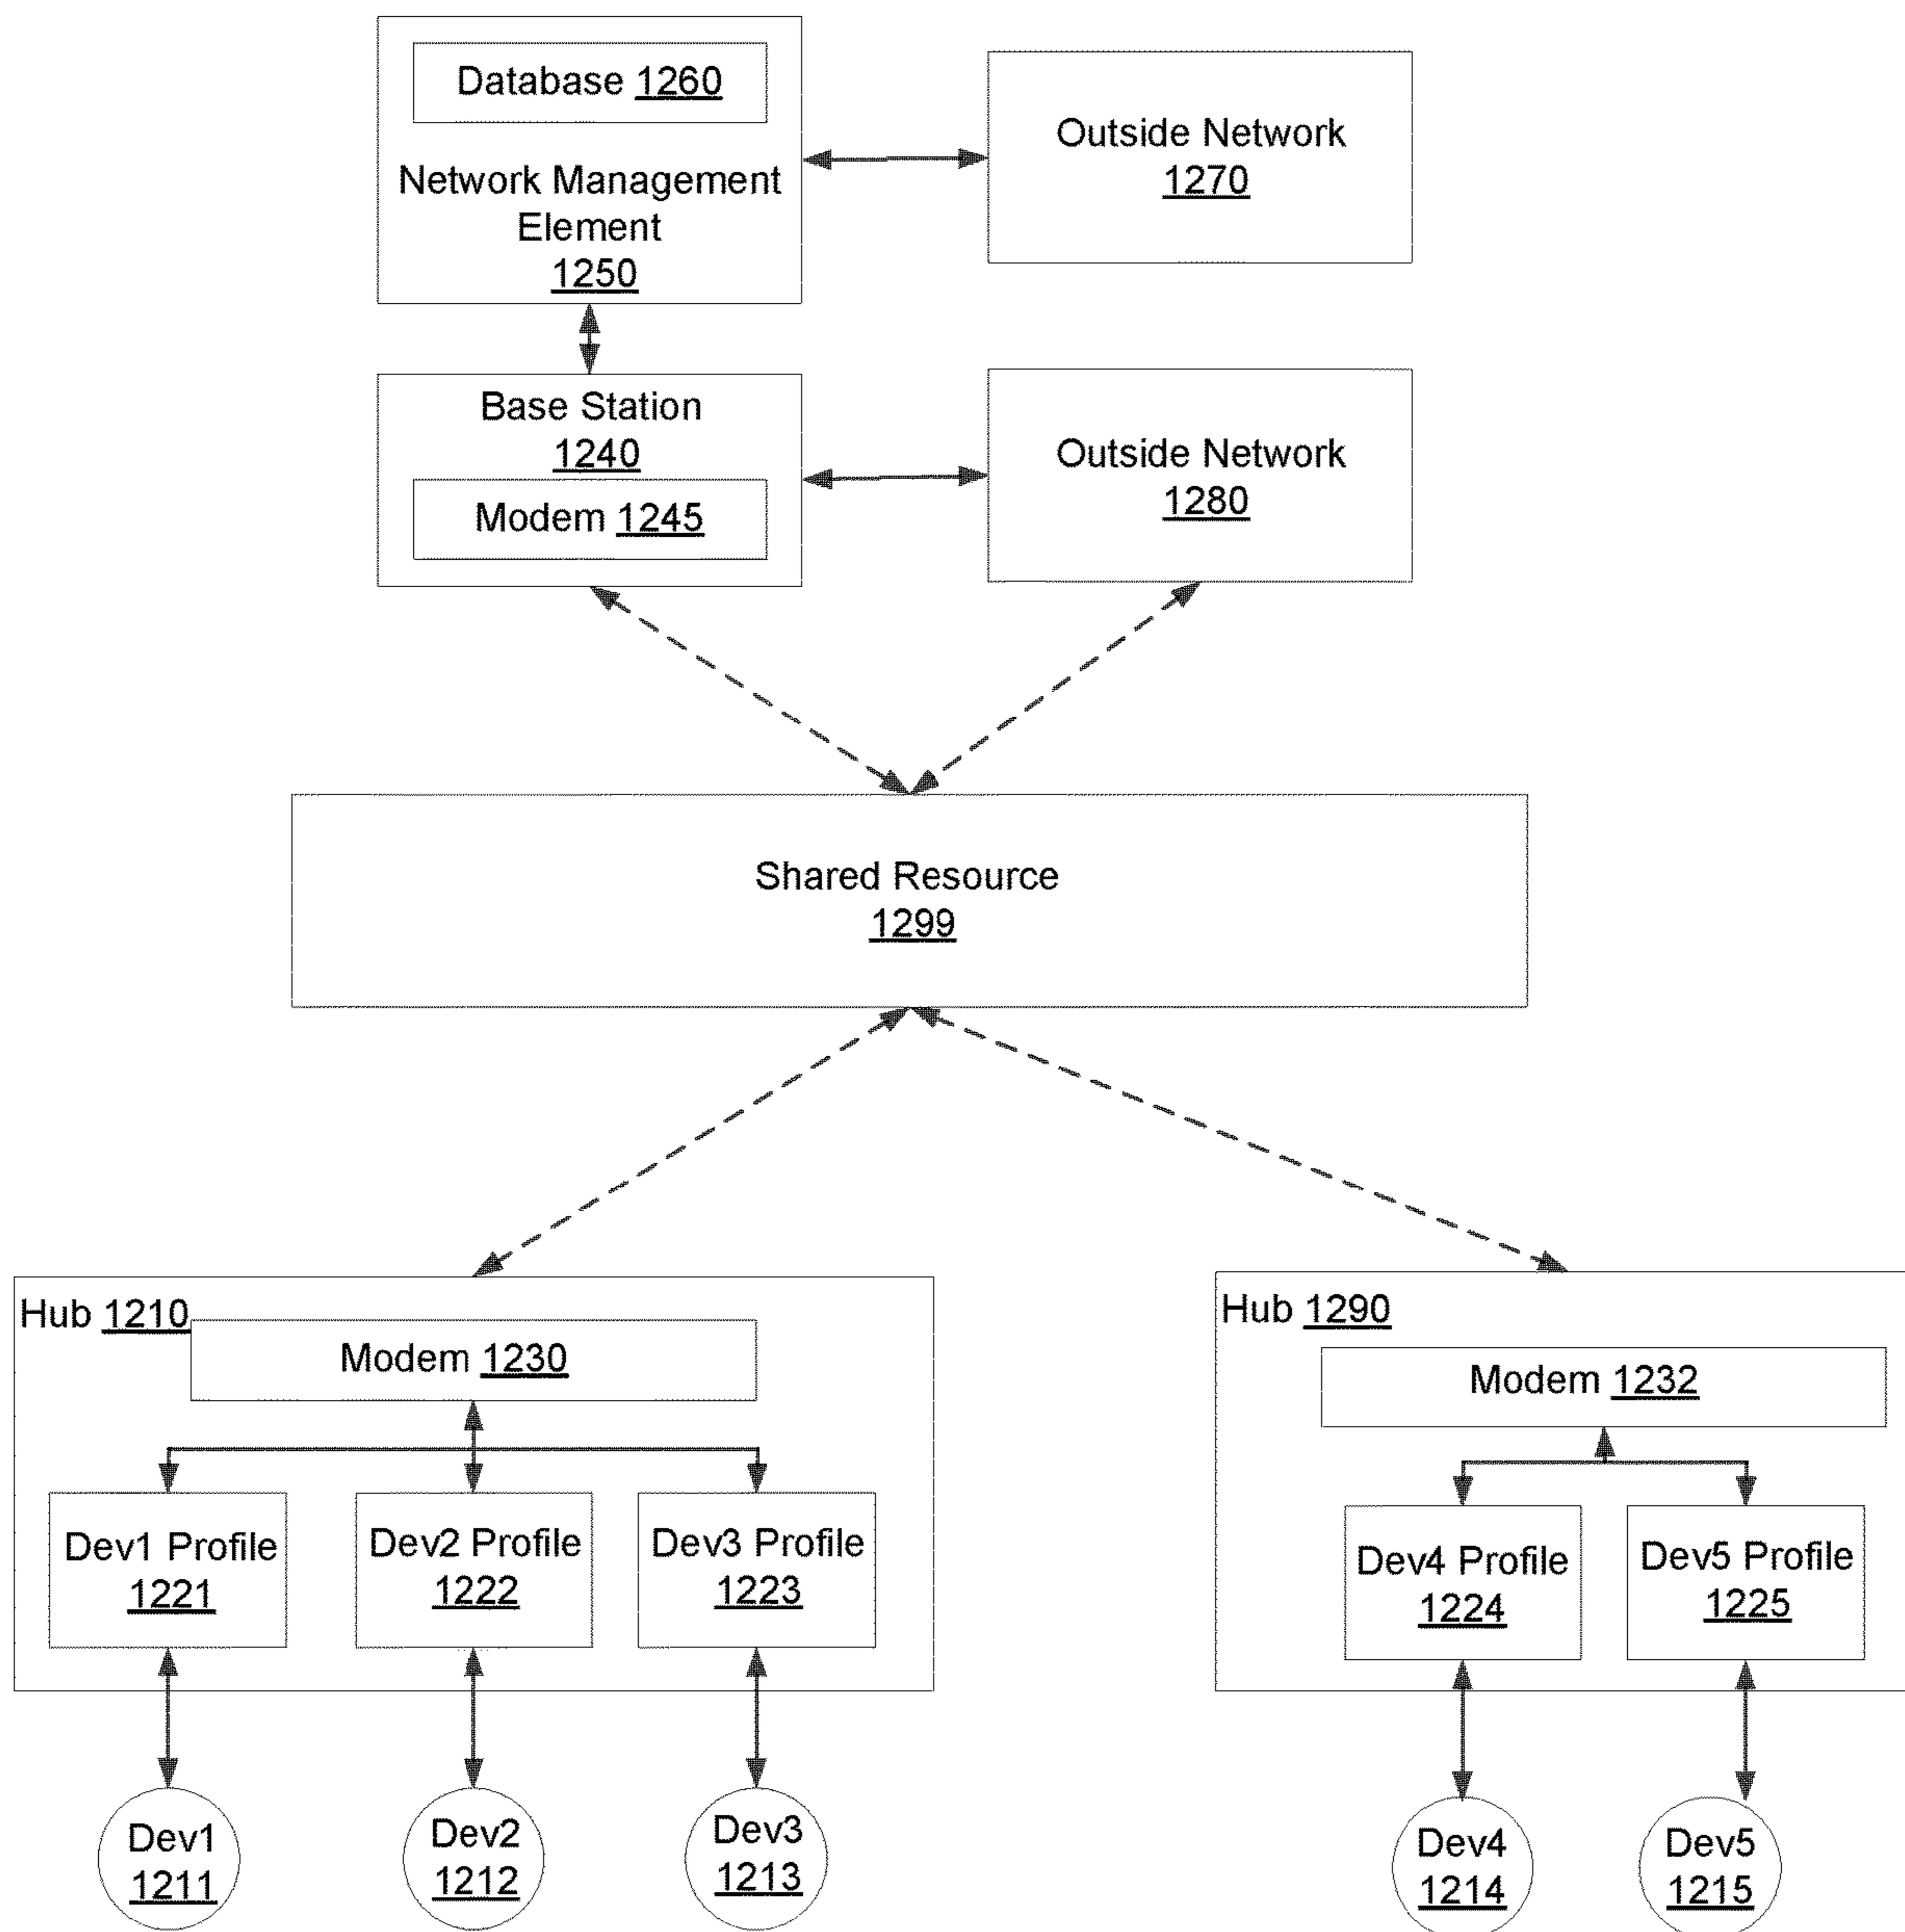 Database 1260
Network Management
Element
1250
Outside Network
1270
Base Station
1240
Modem 1245
Outside Network
1280
Shared Resource
1299
Hub 1210
Modem 1230
Dev1 Profile
1221
Dev2 Profile
1222
Dev3 Profile
1223
Dev1
1211
Dev2
1212
Dev3
1213
Hub 1290
Modem 1232
Dev4 Profile
1224
Dev5 Profile
1225
Dev4
1214
Dev5
1215